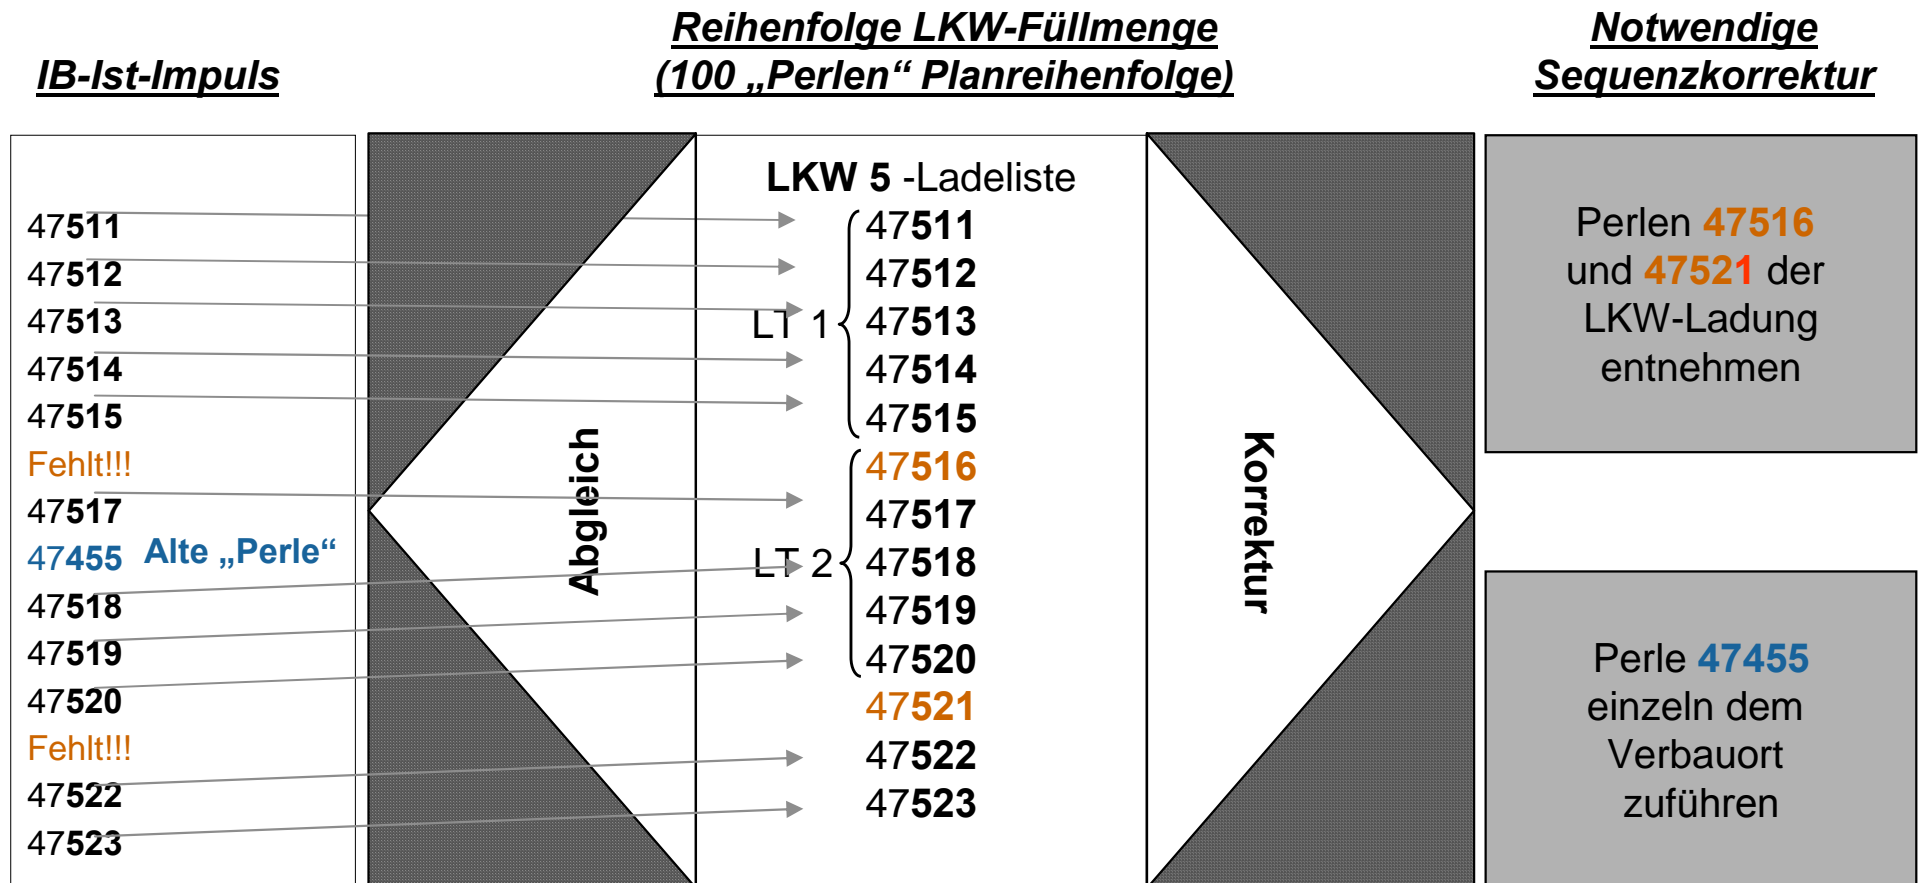 IB-Ist-Impuls
Reihenfolge LKW-Füllmenge
(100 „Perlen“ Planreihenfolge)
Notwendige
Sequenzkorrektur
47511
47512
47513
47514
47515
Fehlt!!!
47517
47455 Alte „Perle“
47518
47519
47520
Fehlt!!!
47522
47523
Abgleich
LKW 5 -Ladeliste
LT 1
47511
47512
47513
47514
47515
LT 2
47516
47517
47518
47519
47520
47521
47522
47523
Korrektur
Perlen 47516
und 47521 der
LKW-Ladung
entnehmen
Perle 47455
einzeln dem
Verbauort
zuführen